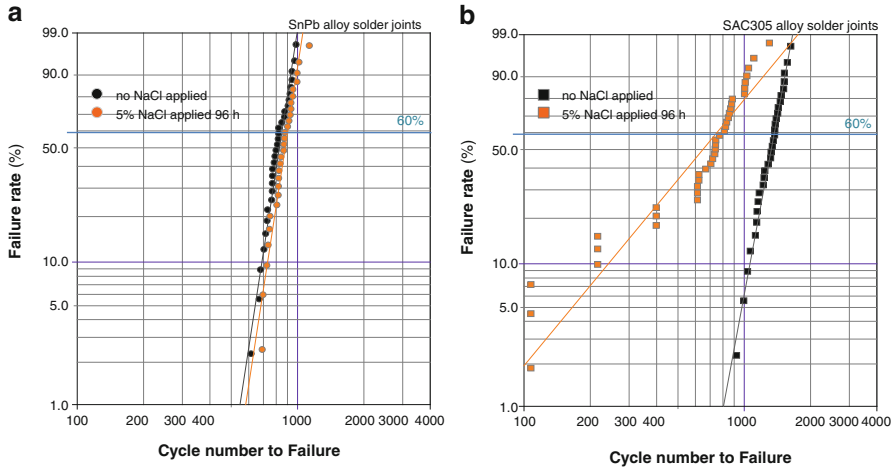 a
SnPb alloy solder joints
99.0
90.0
50.0
10.0
5.0
1.0
Failure rate (%)
no NaCl applied
5% NaCl applied 96 h
60%
100 200 300 400 1000 2000 3000 4000
Cycle number to Failure
b
SAC305 alloy solder joints
99.0
90.0
50.0
10.0
5.0
1.0
Failure rate (%)
no NaCl applied
5% NaCl applied 96 h
60%
100 200 300 400 1000 2000 3000 4000
Cycle number to Failure